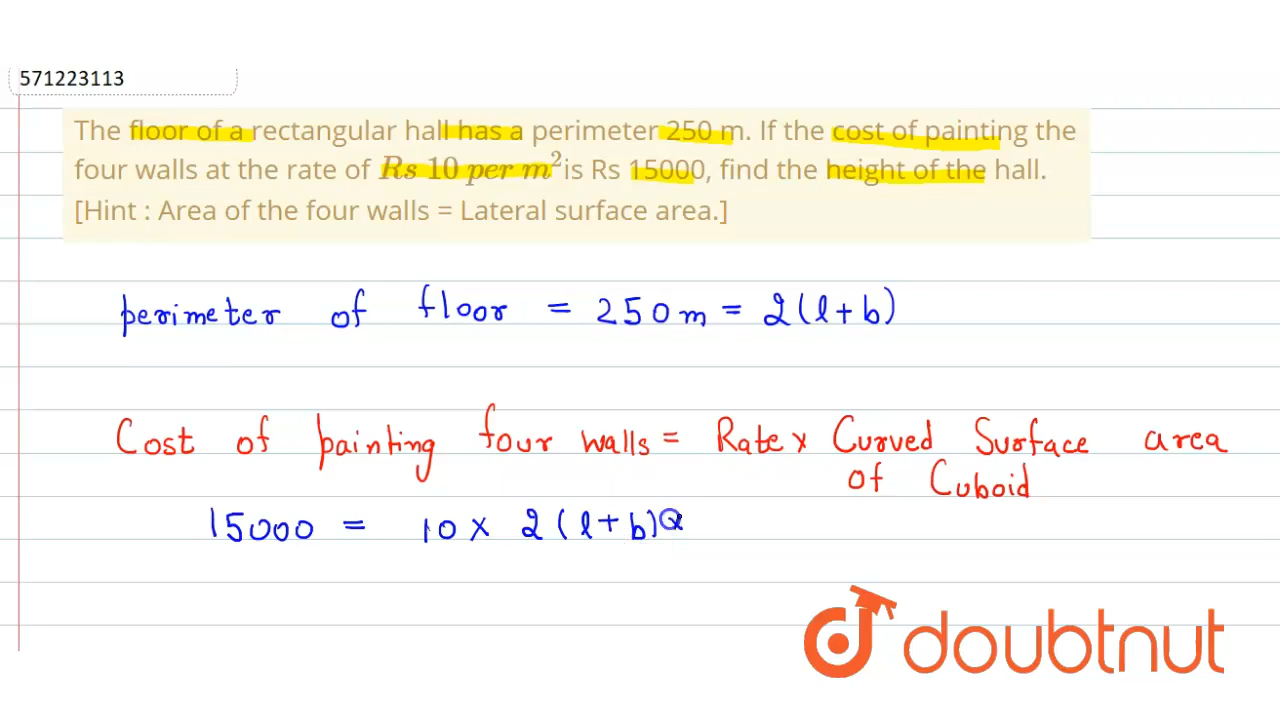 571223113
The floor of a rectangular hall has a perimeter 250 m. If the cost of painting the
four walls at the rate of Rs 10 per m²is Rs 15000, find the height of the hall.
[Hint : Area of the four walls = Lateral surface area.]
perimeter of floor = 250m = 2(l+b)
Cost of painting four walls = Rate x Curved Surface area
of Cuboid
15000 = 10 x 2(l+b)
doubtnut